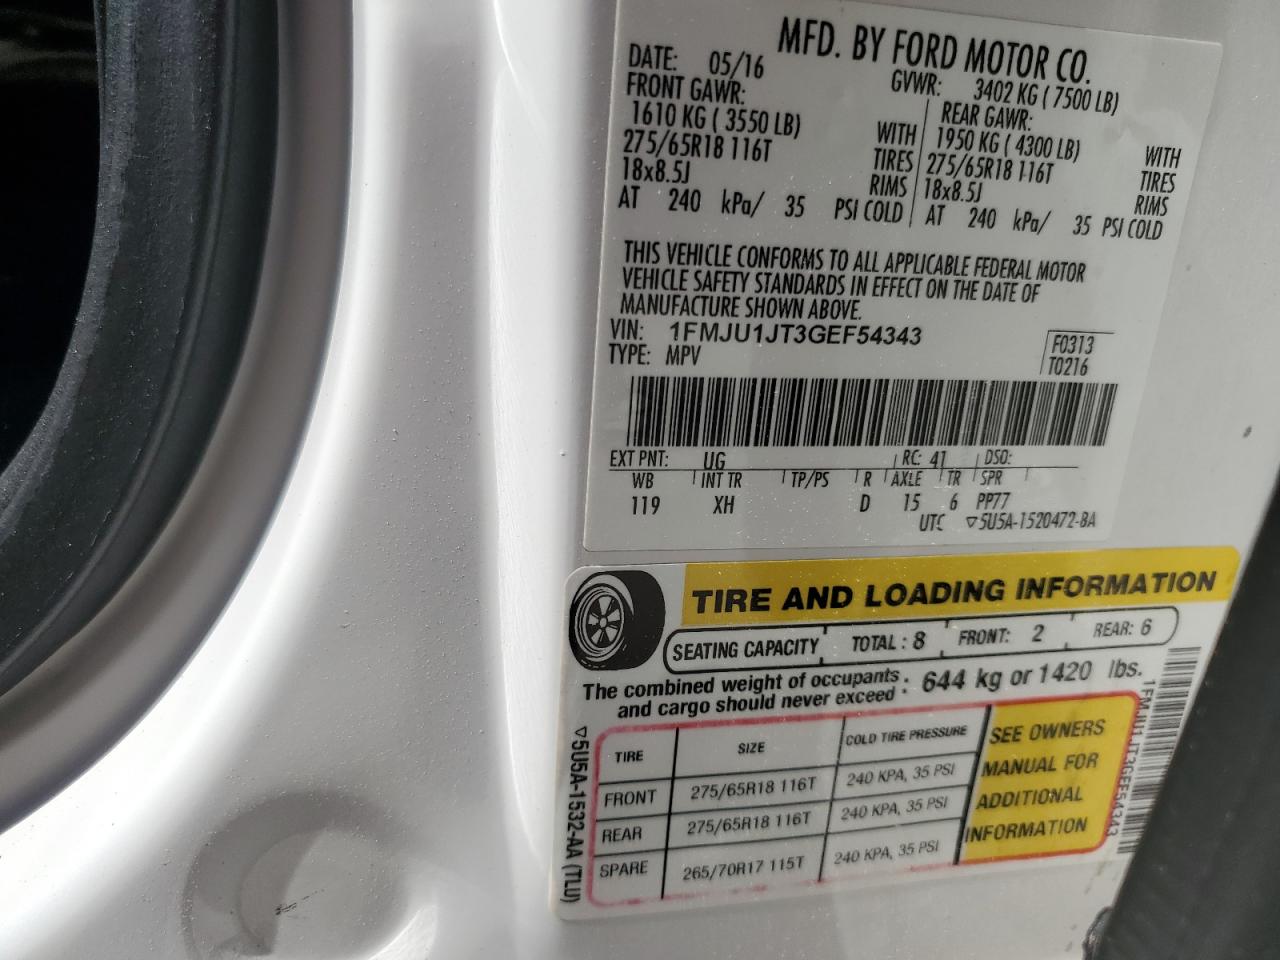 MFD. BY FORD MOTOR CO.
DATE: 05/16 GVWR: 3402 KG ( 7500 LB)
FRONT GAWR: REAR GAWR:
1610 KG ( 3550 LB) WITH 1950 KG ( 4300 LB) WITH
275/65R18 116T TIRES 275/65R18 116T TIRES
18x8.5J RIMS 18x8.5J RIMS
AT 240 kPa/ 35 PSI COLD AT 240 kPa/ 35 PSI COLD
THIS VEHICLE CONFORMS TO ALL APPLICABLE FEDERAL MOTOR
VEHICLE SAFETY STANDARDS IN EFFECT ON THE DATE OF
MANUFACTURE SHOWN ABOVE.
VIN: 1FMJU1JT3GEF54343 F0313
TYPE: MPV T0216
EXT PNT: UG RC: 41 DSO:
WB INT TR TP/PS R AXLE TR SPR
119 XH D 15 6 PP77
UTC ▽5U5A-1520472-BA
TIRE AND LOADING INFORMATION
SEATING CAPACITY TOTAL : 8 FRONT: 2 REAR: 6
The combined weight of occupants : 644 kg or 1420 lbs.
and cargo should never exceed
TIRE SIZE COLD TIRE PRESSURE
FRONT 275/65R18 116T 240 KPA, 35 PSI
REAR 275/65R18 116T 240 KPA, 35 PSI
SPARE 265/70R17 115T 240 KPA, 35 PSI
SEE OWNERS
MANUAL FOR
ADDITIONAL
INFORMATION
▽5U5A-1532-AA (TLU)
1FMJU1JT3GEF54343